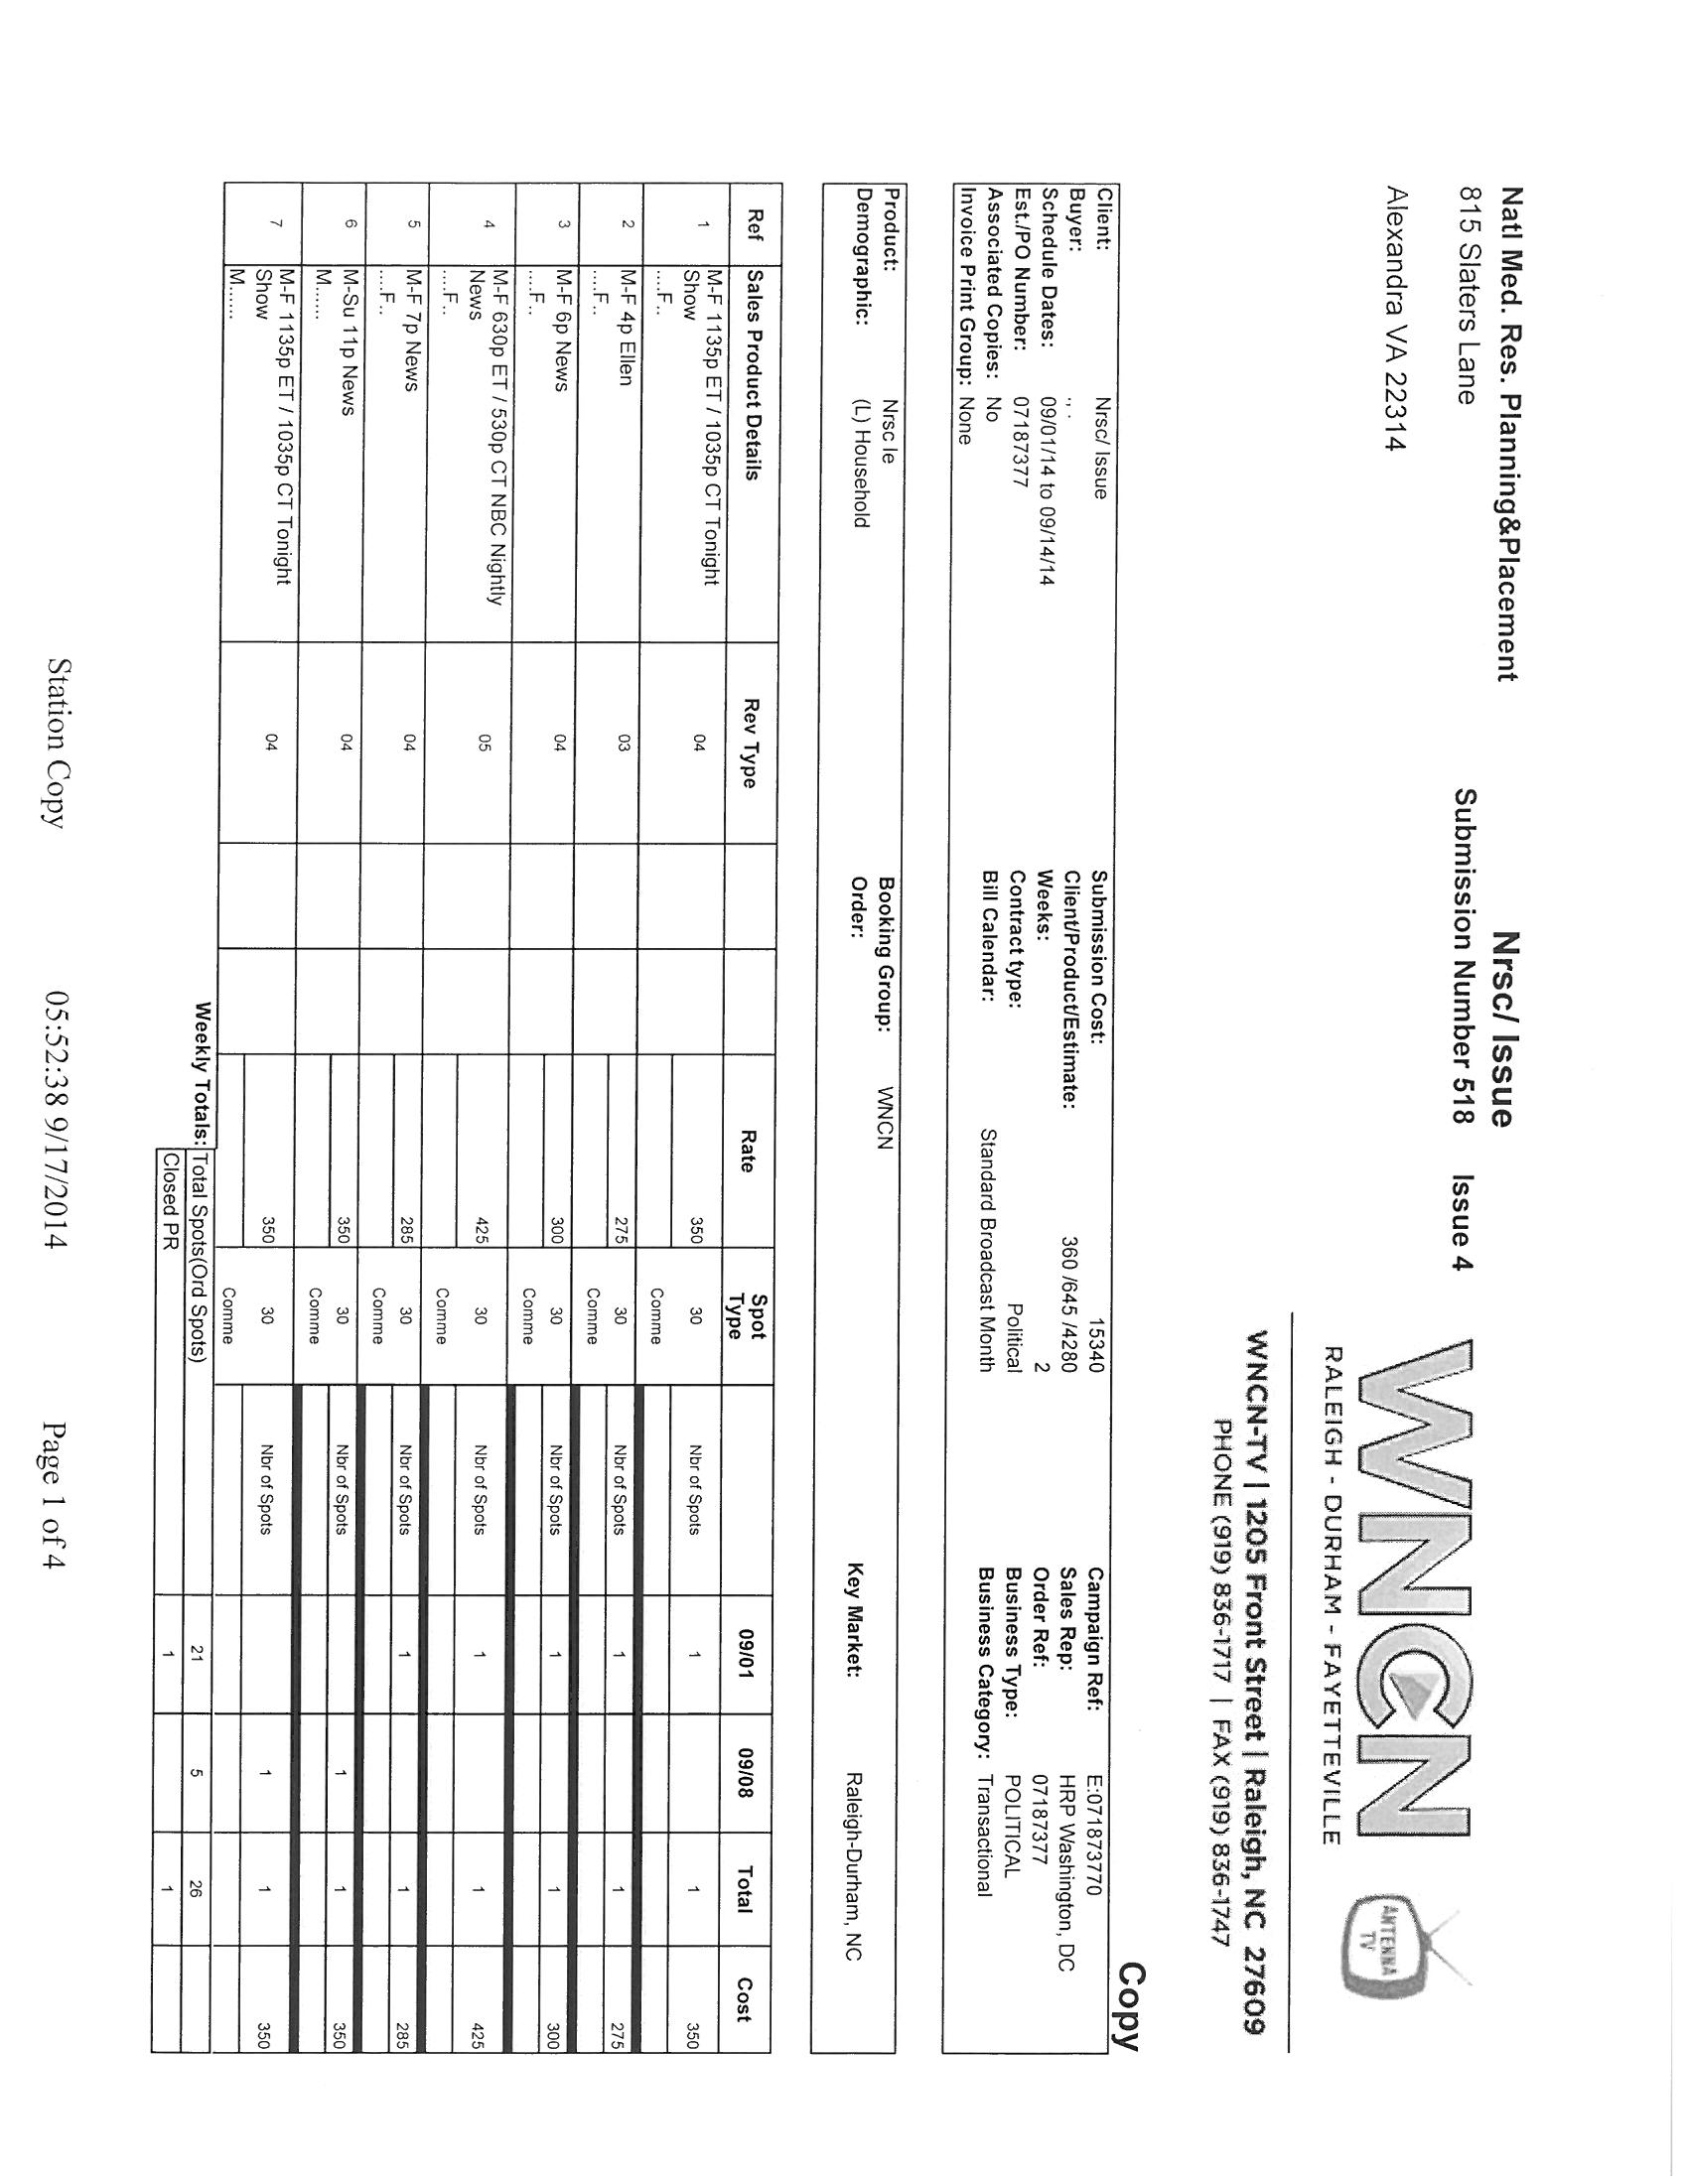 Natl Med. Res. Planning&Placement
815 Slaters Lane
Alexandra VA 22314
Nrsc/ Issue
Submission Number 518 Issue 4
WNCN
RALEIGH - DURHAM - FAYETTEVILLE
ANTENNA TV
WNCN-TV | 1205 Front Street | Raleigh, NC 27609
PHONE (919) 836-1717 | FAX (919) 836-1747
Copy
Client: Nrsc/ Issue Submission Cost: 15340 Campaign Ref: E:071873770
Buyer: ,, . Client/Product/Estimate: 360 /645 /4280 Sales Rep: HRP Washington, DC
Schedule Dates: 09/01/14 to 09/14/14 Weeks: 2 Order Ref: 07187377
Est./PO Number: 07187377 Contract type: Political Business Type: POLITICAL
Associated Copies: No Bill Calendar: Standard Broadcast Month Business Category: Transactional
Invoice Print Group: None
Product: Nrsc Ie Booking Group: WNCN Key Market: Raleigh-Durham, NC
Demographic: (L) Household Order:
Ref Sales Product Details Rev Type Rate Spot Type 09/01 09/08 Total Cost
1 M-F 1135p ET / 1035p CT Tonight 04 350 30 Nbr of Spots 1 1 350
Show
....F.. Comme
2 M-F 4p Ellen 03 275 30 Nbr of Spots 1 1 275
....F.. Comme
3 M-F 6p News 04 300 30 Nbr of Spots 1 1 300
....F.. Comme
4 M-F 630p ET / 530p CT NBC Nightly 05 425 30 Nbr of Spots 1 1 425
News
....F.. Comme
5 M-F 7p News 04 285 30 Nbr of Spots 1 1 285
....F.. Comme
6 M-Su 11p News 04 350 30 Nbr of Spots 1 1 350
M...... Comme
7 M-F 1135p ET / 1035p CT Tonight 04 350 30 Nbr of Spots 1 1 350
Show
M...... Comme
Weekly Totals: Total Spots(Ord Spots) 21 5 26
Closed PR 1 1
Station Copy 05:52:38 9/17/2014 Page 1 of 4